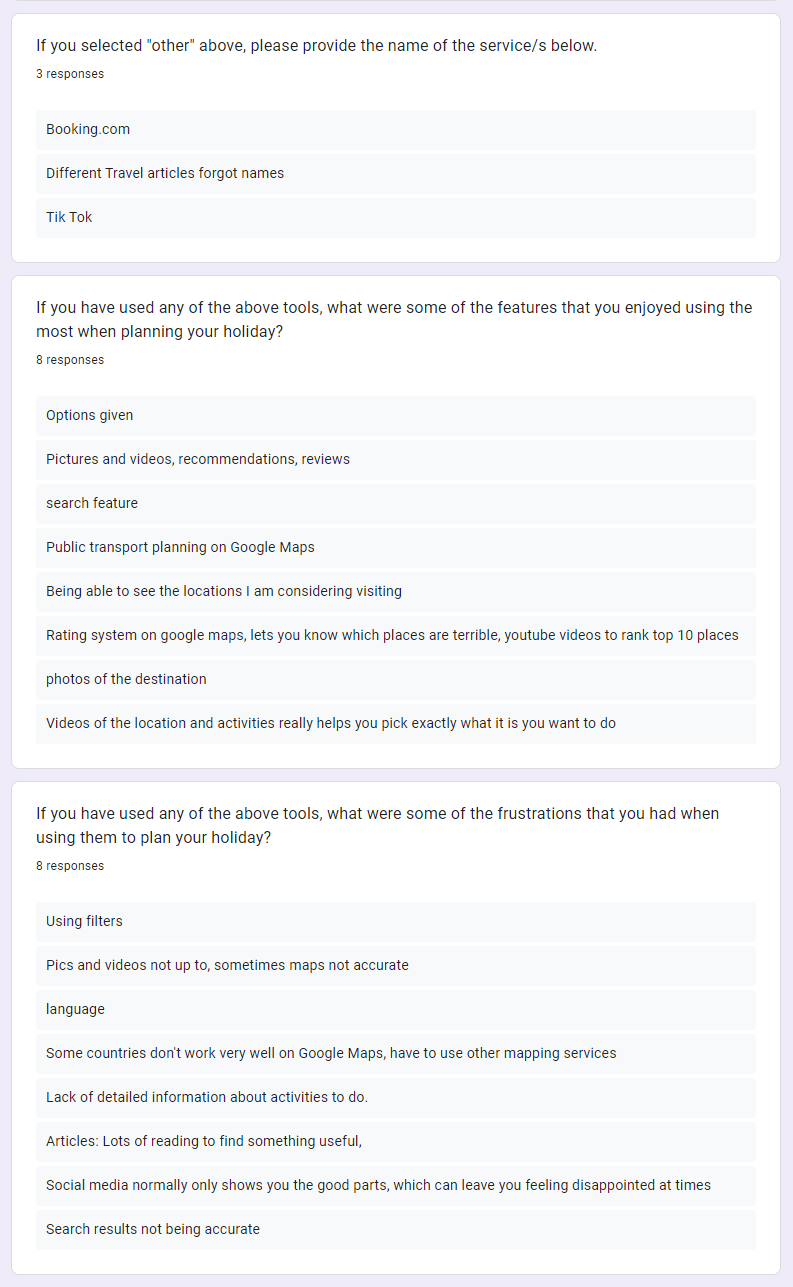 If you selected "other" above, please provide the name of the service/s below.
3 responses
Booking.com
Different Travel articles forgot names
Tik Tok
If you have used any of the above tools, what were some of the features that you enjoyed using the
most when planning your holiday?
8 responses
Options given
Pictures and videos, recommendations, reviews
search feature
Public transport planning on Google Maps
Being able to see the locations I am considering visiting
Rating system on google maps, lets you know which places are terrible, youtube videos to rank top 10 places
photos of the destination
Videos of the location and activities really helps you pick exactly what it is you want to do
If you have used any of the above tools, what were some of the frustrations that you had when
using them to plan your holiday?
8 responses
Using filters
Pics and videos not up to, sometimes maps not accurate
language
Some countries don't work very well on Google Maps, have to use other mapping services
Lack of detailed information about activities to do.
Articles: Lots of reading to find something useful,
Social media normally only shows you the good parts, which can leave you feeling disappointed at times
Search results not being accurate